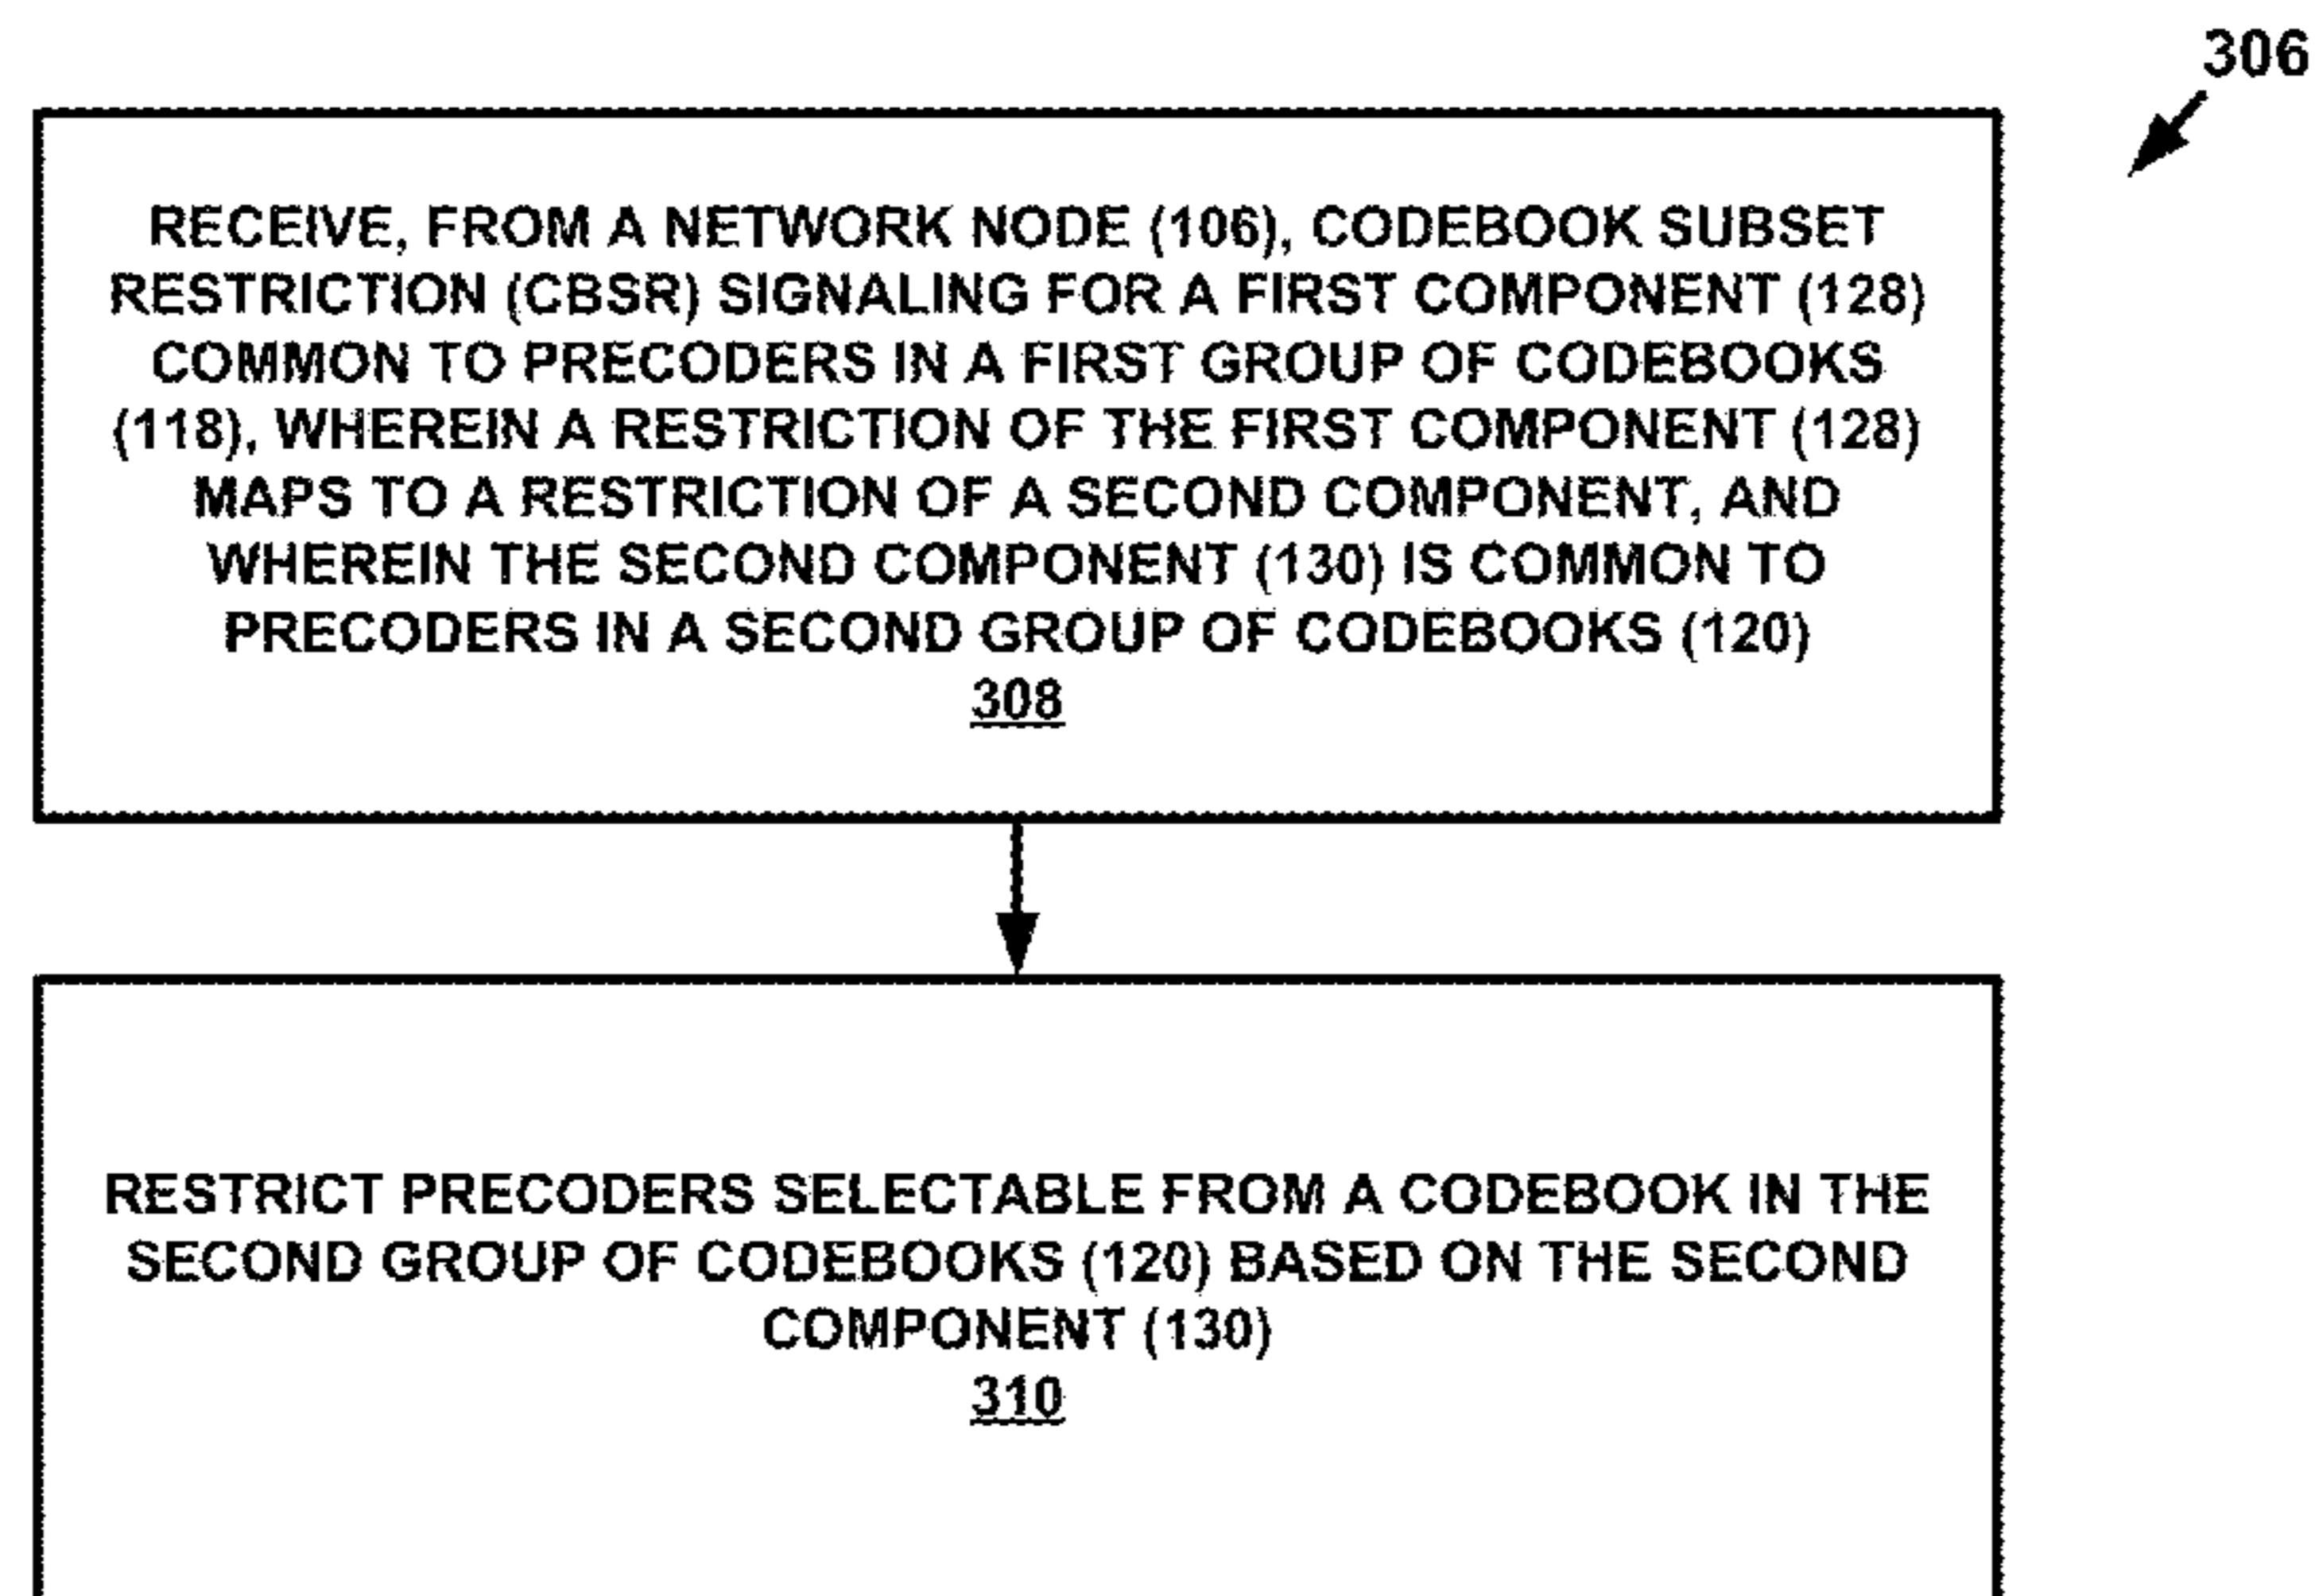 306
RECEIVE, FROM A NETWORK NODE (106), CODEBOOK SUBSET
RESTRICTION (CBSR) SIGNALING FOR A FIRST COMPONENT (128)
COMMON TO PRECODERS IN A FIRST GROUP OF CODEBOOKS
(118), WHEREIN A RESTRICTION OF THE FIRST COMPONENT (128)
MAPS TO A RESTRICTION OF A SECOND COMPONENT, AND
WHEREIN THE SECOND COMPONENT (130) IS COMMON TO
PRECODERS IN A SECOND GROUP OF CODEBOOKS (120)
308
RESTRICT PRECODERS SELECTABLE FROM A CODEBOOK IN THE
SECOND GROUP OF CODEBOOKS (120) BASED ON THE SECOND
COMPONENT (130)
310